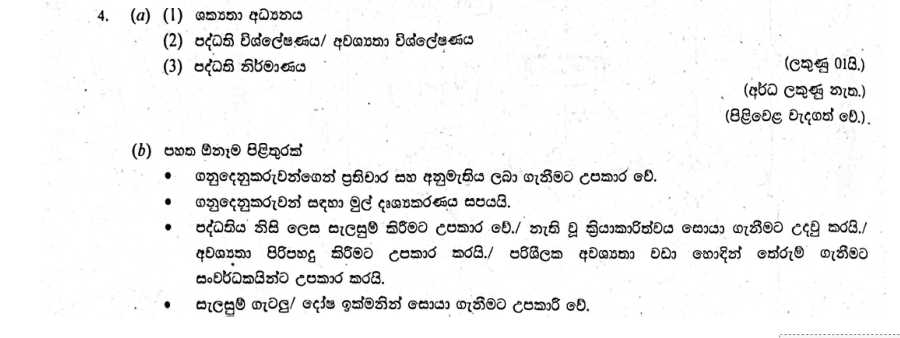 4. (a) (1) ශක්‍යතා අධ්‍යනය
(2) පද්ධති විශ්ලේෂණය/ අවශ්‍යතා විශ්ලේෂණය
(3) පද්ධති නිර්මාණය
(ලකුණු 01යි.)
(අර්ධ ලකුණු නැත.)
(පිළිවෙළ වැදගත් වේ.)
(b) පහත ඕනෑම පිළිතුරක්
• ගනුදෙනුකරුවන්ගෙන් ප්‍රතිචාර සහ අනුමැතිය ලබා ගැනීමට උපකාර වේ.
• ගනුදෙනුකරුවන් සඳහා මුල් දෘශ්‍යකරණය සපයයි.
• පද්ධතිය නිසි ලෙස සැලසුම් කිරීමට උපකාර වේ./ නැති වූ ක්‍රියාකාරිත්වය සොයා ගැනීමට උදවු කරයි./
අවශ්‍යතා පිරිපහදු කිරීමට උපකාර කරයි./ පරිශීලක අවශ්‍යතා වඩා හොදින් තේරුම් ගැනීමට
සංවර්ධකයින්ට උපකාර කරයි.
• සැලසුම් ගැටලු/ දෝෂ ඉක්මනින් සොයා ගැනීමට උපකාරී වේ.